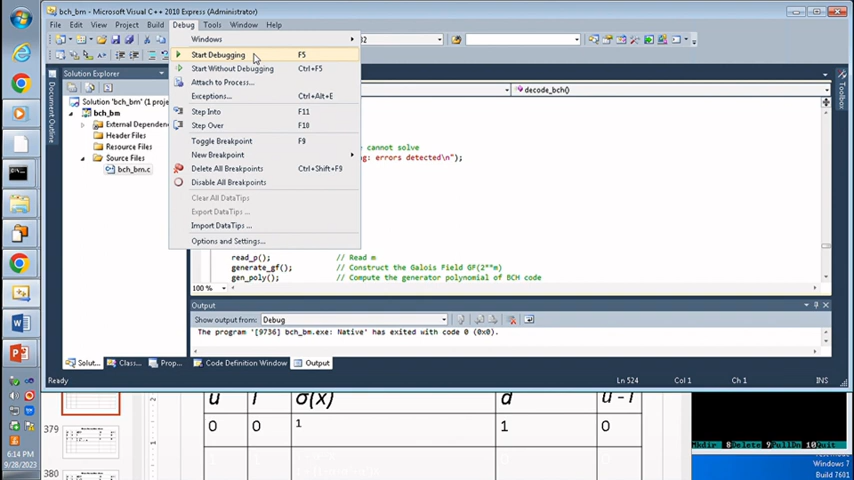 bch_bm - Microsoft Visual C++ 2010 Express (Administrator)
File Edit View Project Build Debug Tools Window Help
Windows
Start Debugging F5
Start Without Debugging Ctrl+F5
Attach to Process...
Exceptions... Ctrl+Alt+E
Step Into F11
Step Over F10
Toggle Breakpoint F9
New Breakpoint
Delete All Breakpoints Ctrl+Shift+F9
Disable All Breakpoints
Clear All DataTips
Export DataTips ...
Import DataTips ...
Options and Settings...
Solution Explorer
Solution 'bch_bm' (1 proje
bch_bm
External Dependenc
Header Files
Resource Files
Source Files
bch_bm.c
Document Outline
Toolbox
decode_bch()
cannot solve
ng: errors detected\n");
read_p(); // Read m
generate_gf(); // Construct the Galois Field GF(2**m)
gen_poly(); // Compute the generator polynomial of BCH code
100 %
Output
Show output from: Debug
The program '[9736] bch_bm.exe: Native' has exited with code 0 (0x0).
Solut... Class... Prop... Code Definition Window Output
Ready Ln 524 Col 1 Ch 1 INS
u l σ(x) d u - l
0 0 1 1 0
379
380
8Delete 9PullDn 10Quit
Windows 7
Build 7601
6:14 PM
9/28/2023